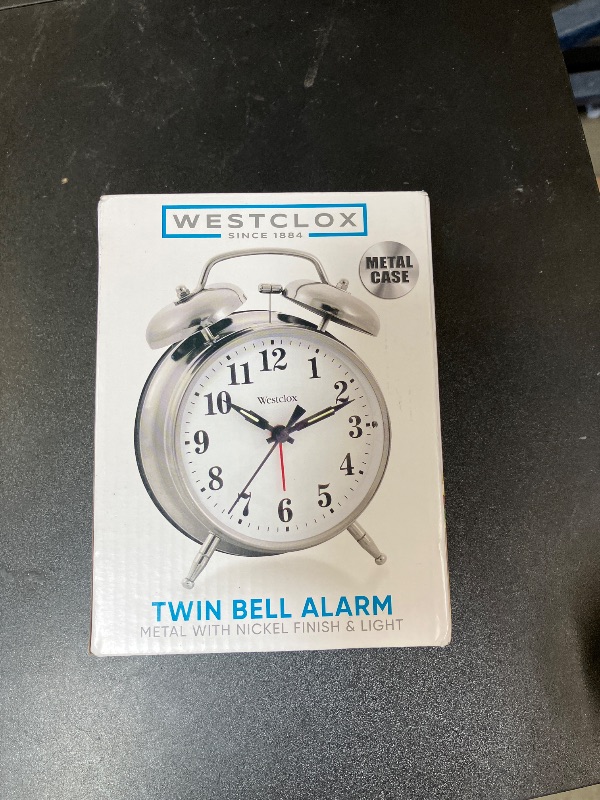 WESTCLOX
SINCE 1884
METAL
CASE
12
11
1
10
2
Westclox
9
3
8
4
7
5
6
TWIN BELL ALARM
METAL WITH NICKEL FINISH & LIGHT